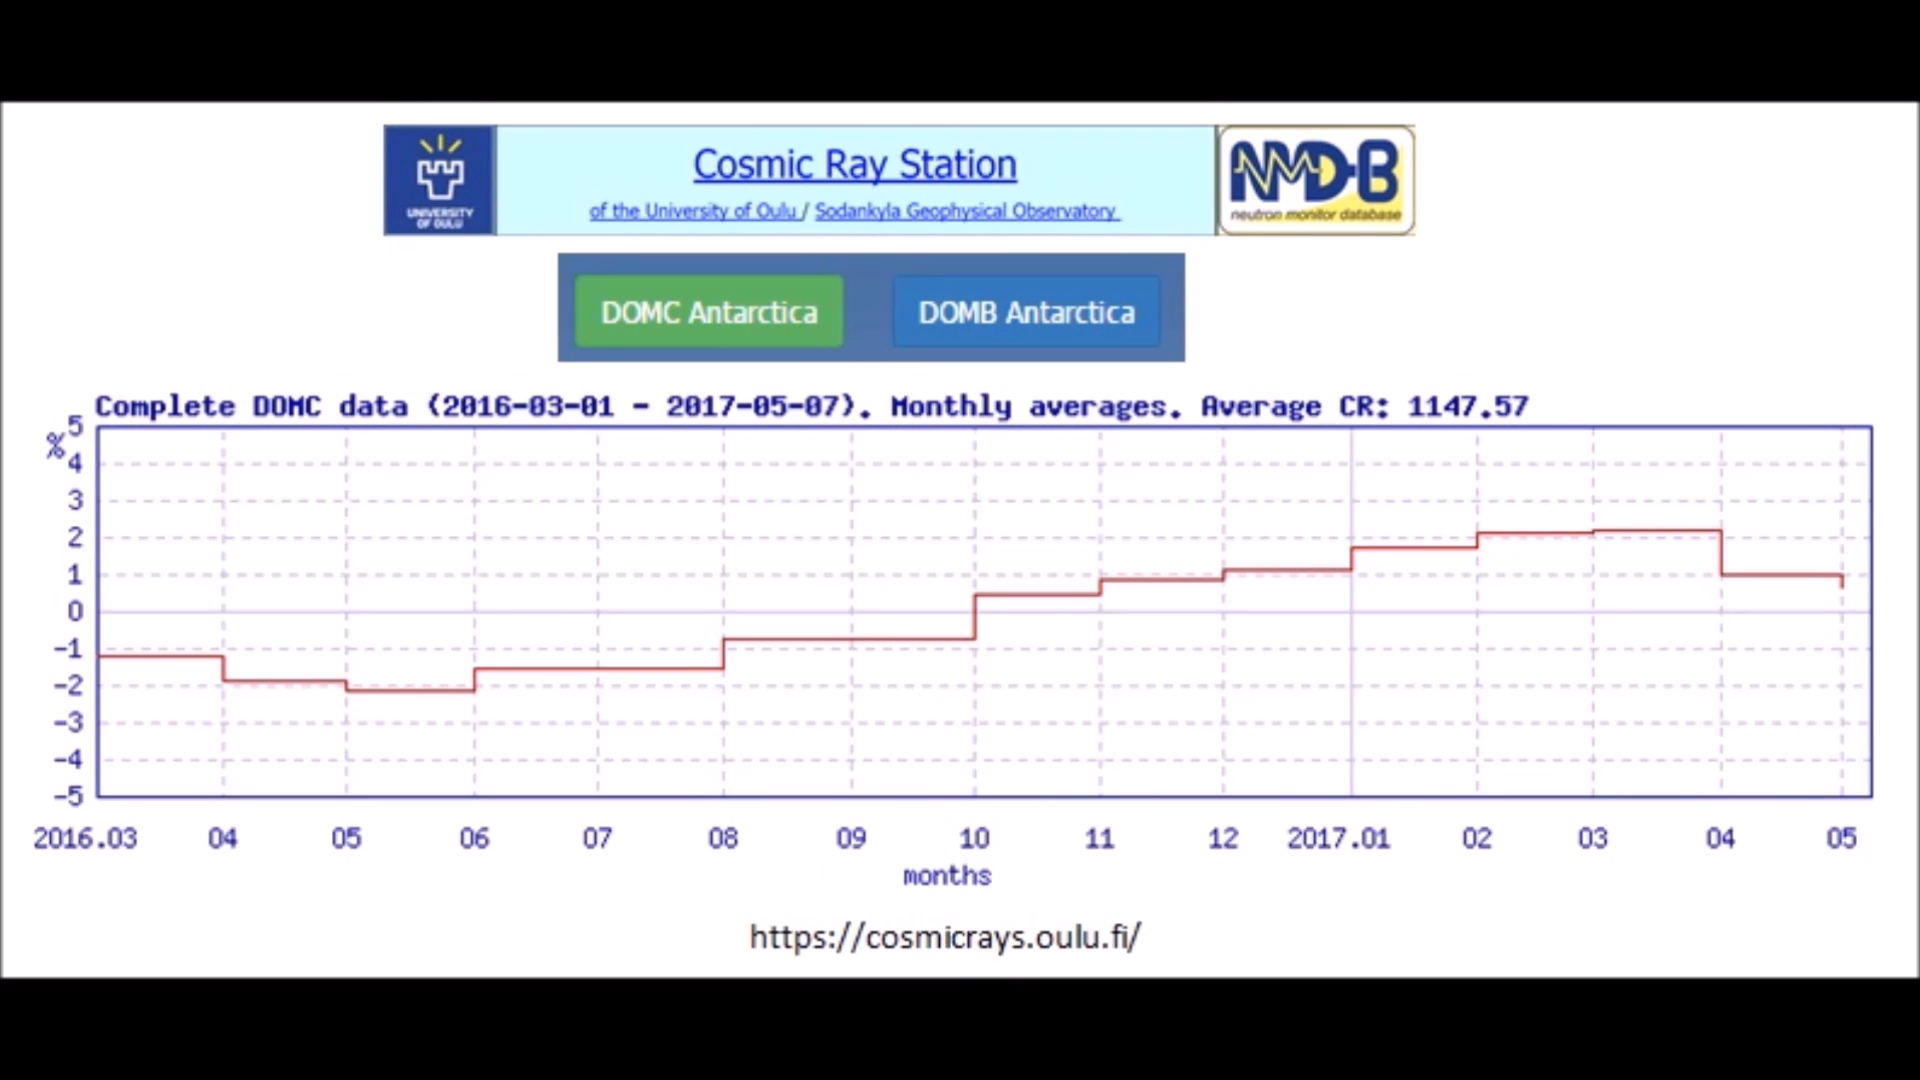 UNIVERSITY
OF OULU
Cosmic Ray Station
of the University of Oulu / Sodankyla Geophysical Observatory
NMDB
neutron monitor database
DOMC Antarctica
DOMB Antarctica
Complete DOMC data (2016-03-01 - 2017-05-07). Monthly averages. Average CR: 1147.57
%
5
4
3
2
1
0
-1
-2
-3
-4
-5
2016.03 04 05 06 07 08 09 10 11 12 2017.01 02 03 04 05
months
https://cosmicrays.oulu.fi/